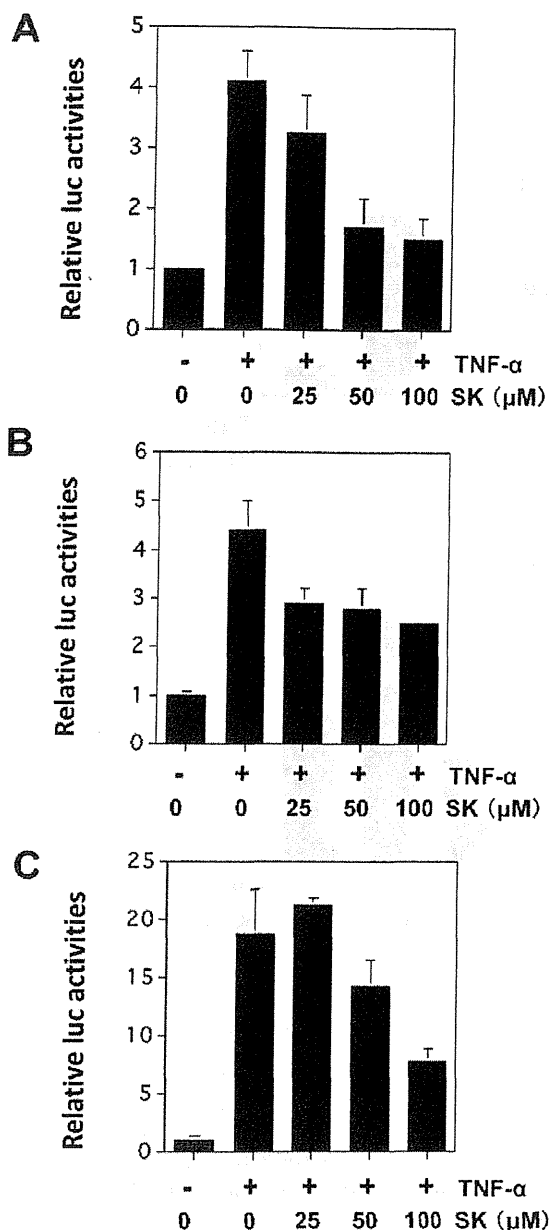 A
Relative luc activities
5
4
3
2
1
0
- + + + + TNF-α
0 0 25 50 100 SK (μM)
B
Relative luc activities
6
5
4
3
2
1
0
- + + + + TNF-α
0 0 25 50 100 SK (μM)
C
Relative luc activities
25
20
15
10
5
0
- + + + + TNF-α
0 0 25 50 100 SK (μM)